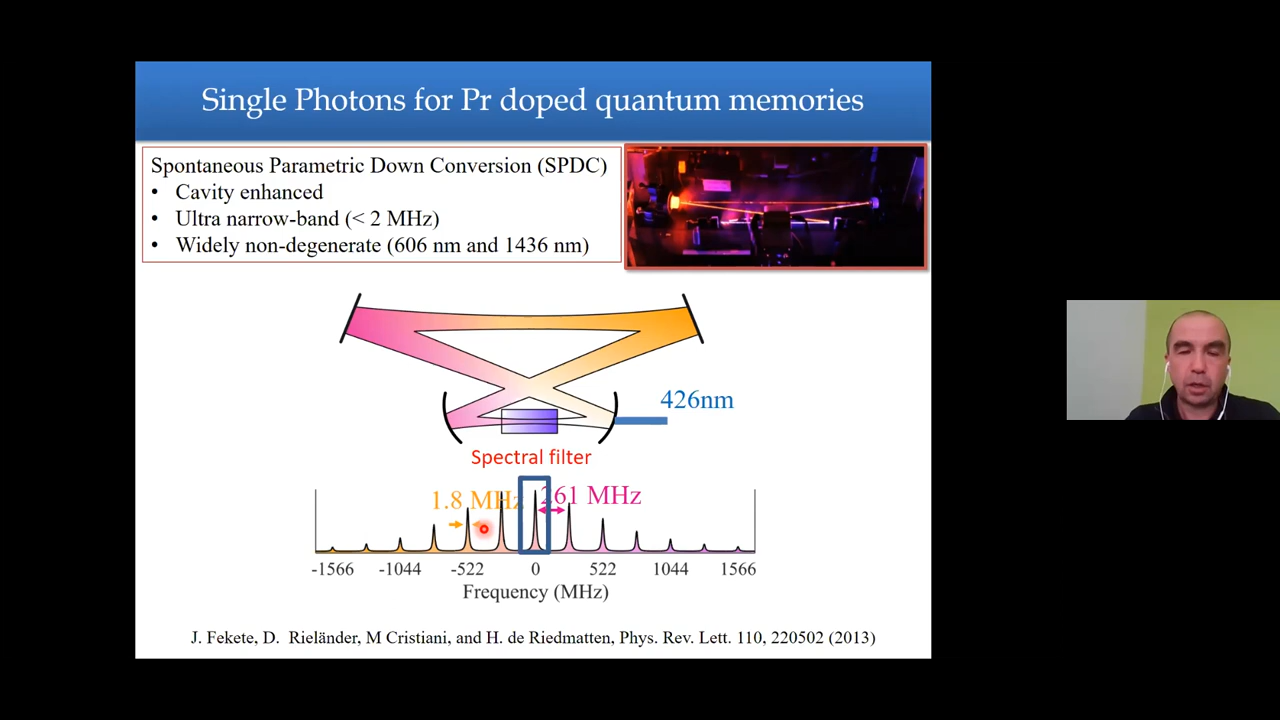 Single Photons for Pr doped quantum memories
Spontaneous Parametric Down Conversion (SPDC)
• Cavity enhanced
• Ultra narrow-band (< 2 MHz)
• Widely non-degenerate (606 nm and 1436 nm)
426nm
Spectral filter
1.8 MHz
261 MHz
-1566 -1044 -522 0 522 1044 1566
Frequency (MHz)
J. Fekete, D. Rieländer, M Cristiani, and H. de Riedmatten, Phys. Rev. Lett. 110, 220502 (2013)